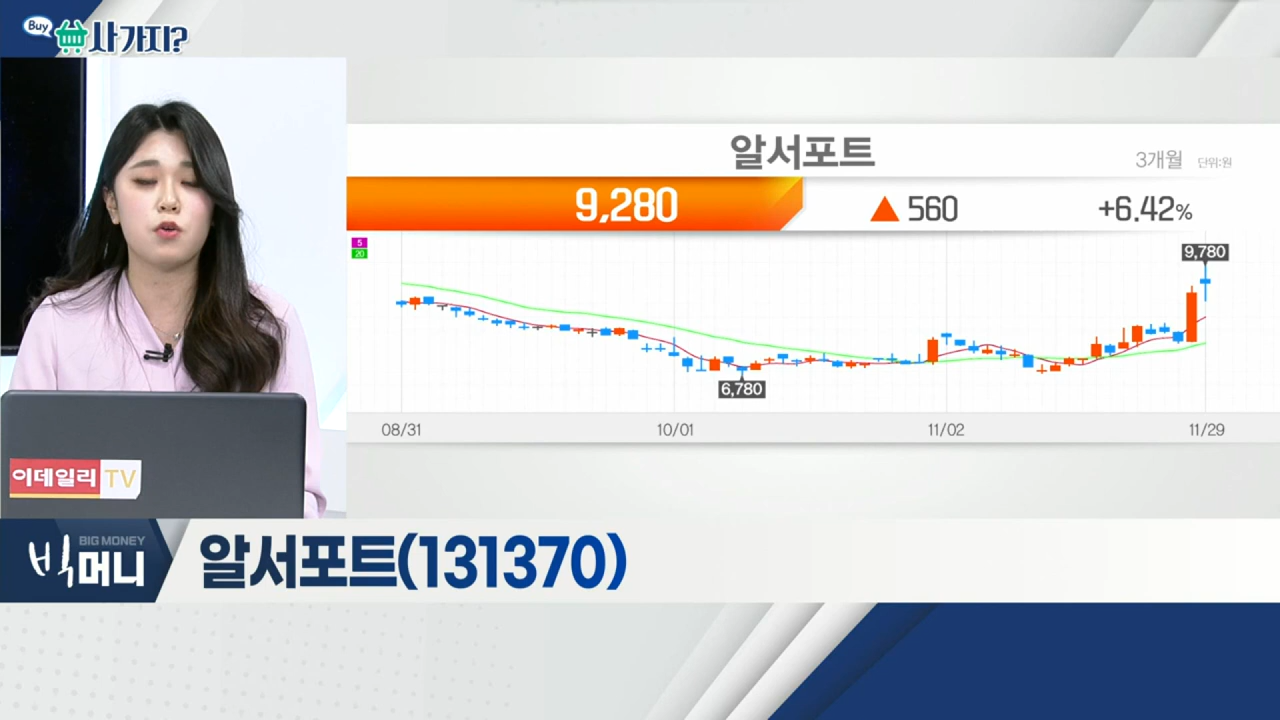 Buy
사가지?
알서포트
3개월 단위:원
9,280 ▲ 560 +6.42%
5
20
9,780
6,780
08/31 10/01 11/02 11/29
이데일리 TV
BIG MONEY
빅머니
알서포트(131370)